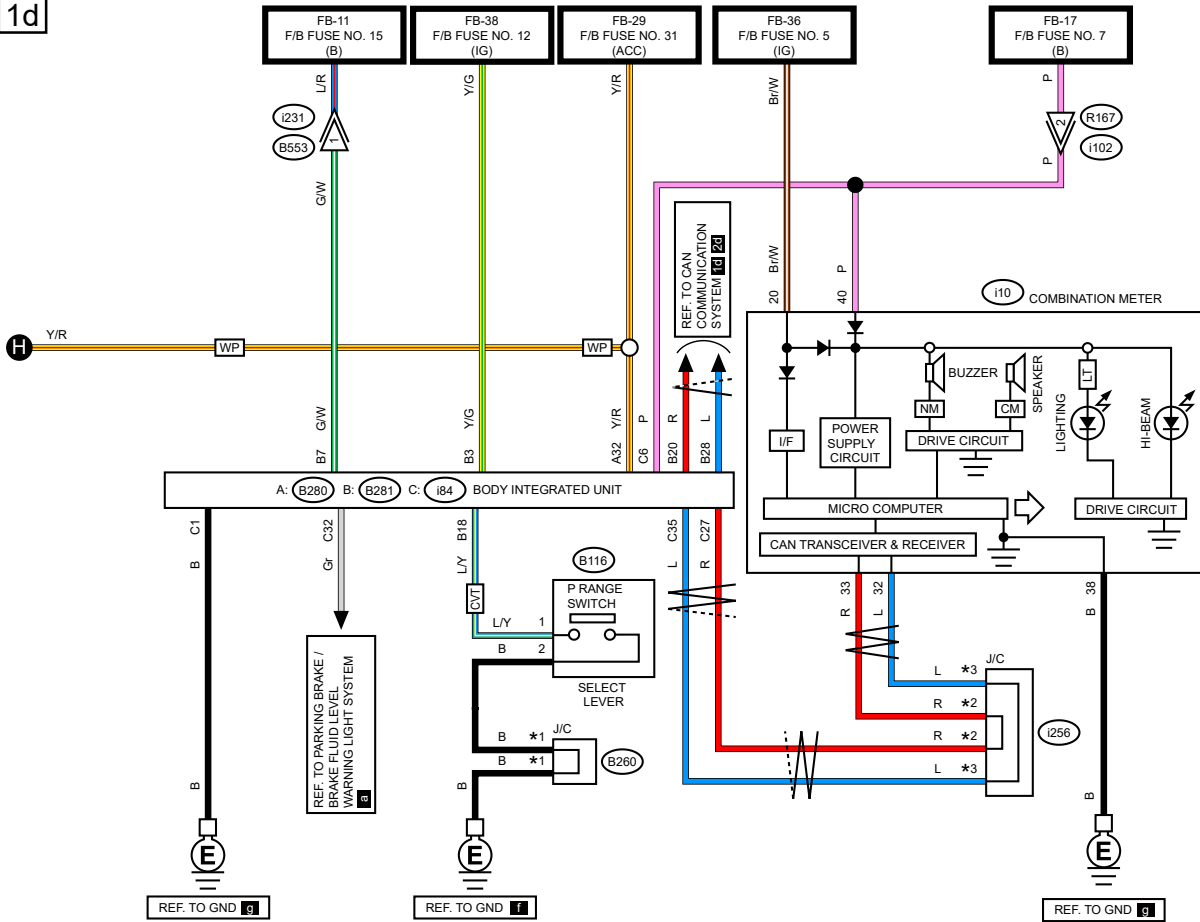 1d
FB-11
F/B FUSE NO. 15
(B)
FB-38
F/B FUSE NO. 12
(IG)
FB-29
F/B FUSE NO. 31
(ACC)
FB-36
F/B FUSE NO. 5
(IG)
FB-17
F/B FUSE NO. 7
(B)
L/R
Y/G
Y/R
Br/W
P
i231
B553
1
2
R167
i102
G/W
P
REF. TO CAN
COMMUNICATION
SYSTEM 1d 2d
Br/W
P
20
40
i10
COMBINATION METER
H
Y/R
WP
WP
BUZZER
SPEAKER
LT
NM
CM
LIGHTING
HI-BEAM
I/F
POWER
SUPPLY
CIRCUIT
DRIVE CIRCUIT
G/W
Y/G
Y/R
P
R
L
B7
B3
A32
C6
B20
B28
A: B280 B: B281 C: i84 BODY INTEGRATED UNIT
MICRO COMPUTER
DRIVE CIRCUIT
CAN TRANSCEIVER & RECEIVER
C1
C32
B18
C35
C27
B
Gr
L/Y
L
R
CVT
B116
P RANGE
SWITCH
L/Y
1
B
2
SELECT
LEVER
33
32
38
R
L
B
J/C
L *3
R *2
R *2
L *3
i256
REF. TO PARKING BRAKE /
BRAKE FLUID LEVEL
WARNING LIGHT SYSTEM
a
J/C
B *1
B *1
B260
B
B
B
E
E
E
REF. TO GND g
REF. TO GND f
REF. TO GND g